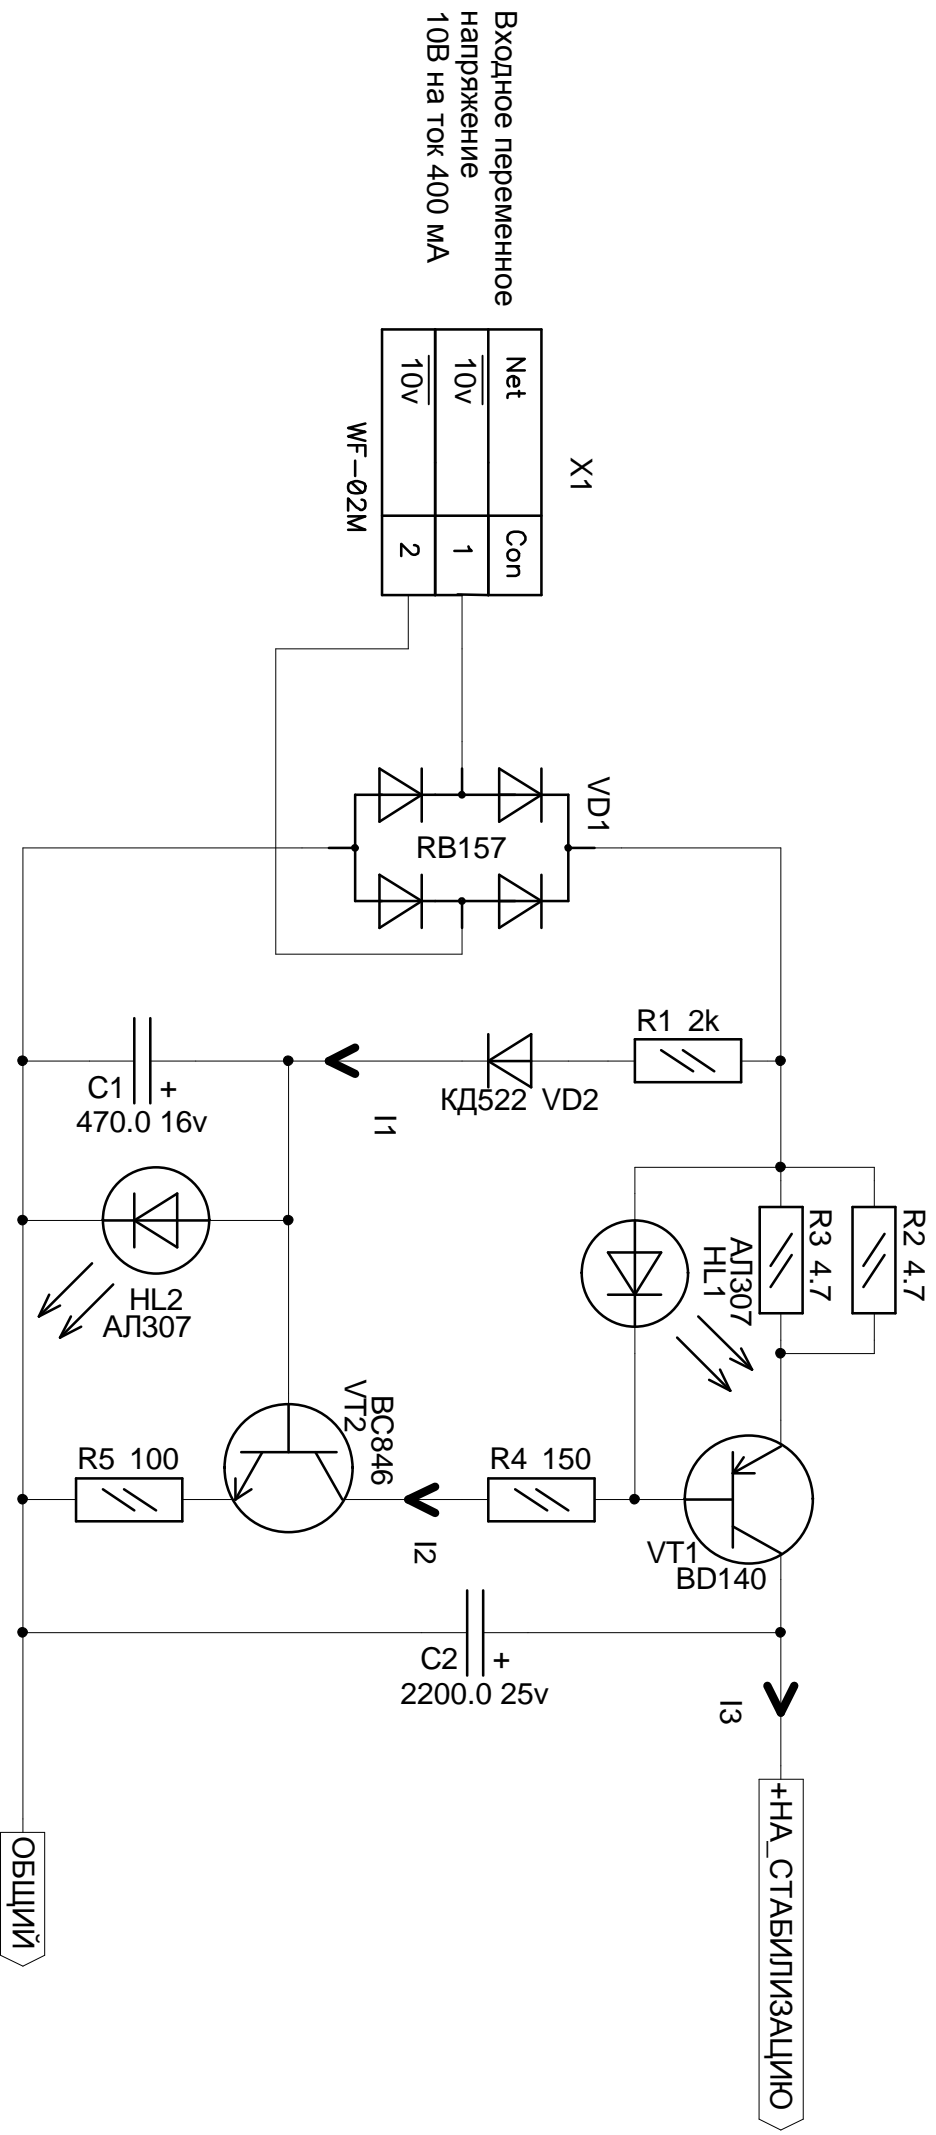 Входное переменное
напряжение
10В на ток 400 мА
X1
Net Con
10v 1
10v 2
WF-02M
VD1
RB157
R1 2k
КД522 VD2
I1
C1 +
470.0 16v
HL2
АЛ307
R2 4.7
R3 4.7
АЛ307
HL1
BC846
VT2
R5 100
R4 150
I2
VT1
BD140
C2 +
2200.0 25v
I3
+НА_СТАБИЛИЗАЦИЮ
ОБЩИЙ